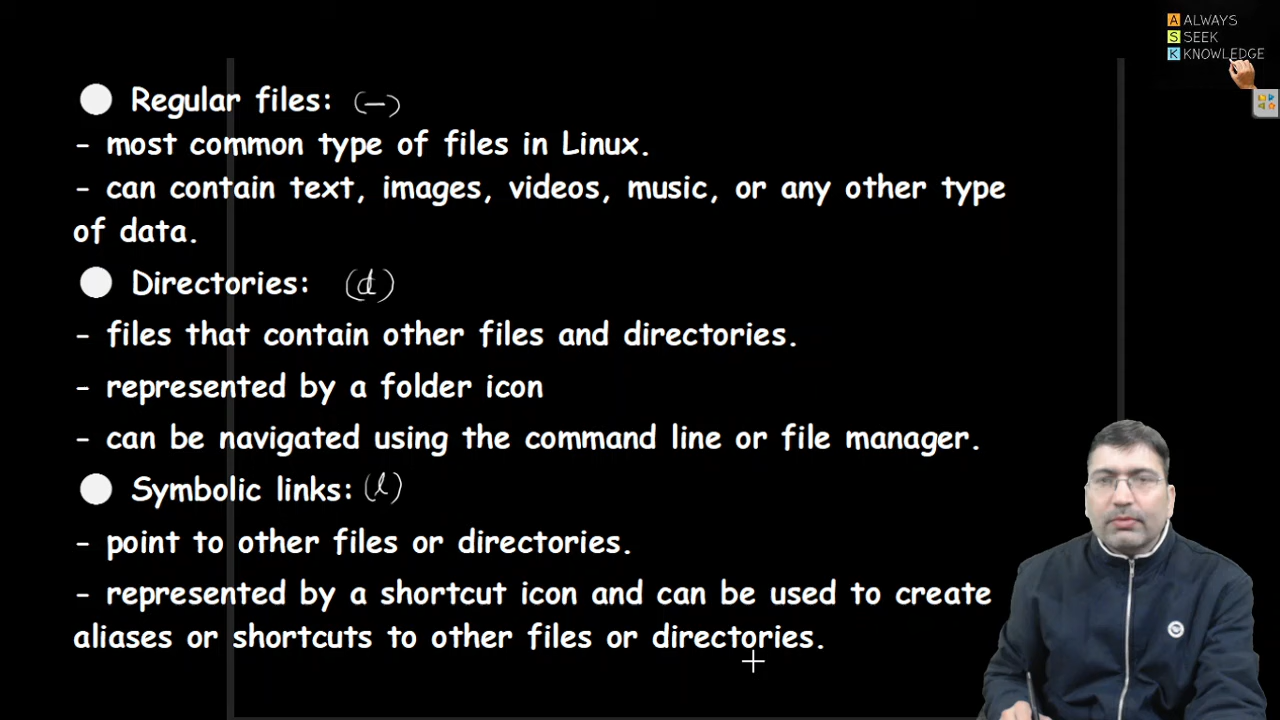 A ALWAYS
S SEEK
K KNOWLEDGE
Regular files: (-)
- most common type of files in Linux.
- can contain text, images, videos, music, or any other type
of data.
Directories: (d)
- files that contain other files and directories.
- represented by a folder icon
- can be navigated using the command line or file manager.
Symbolic links: (l)
- point to other files or directories.
- represented by a shortcut icon and can be used to create
aliases or shortcuts to other files or directories.